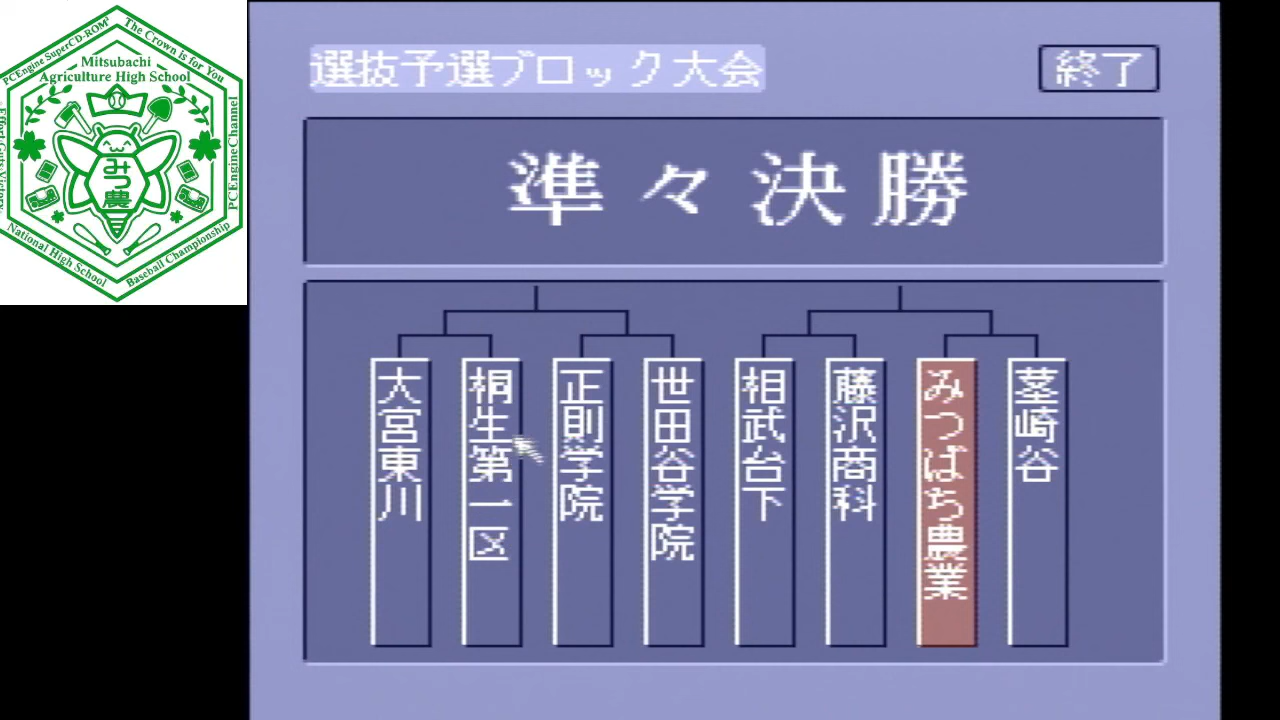 PCEngine SuperCD-ROM²
The Crown is for You
Mitsubachi
Agriculture High School
みつ農
Effort・Guts・Victory
PCEngineChannel
National High School
Baseball Championship
選抜予選ブロック大会
終了
準々決勝
大宮東川
桐生第一区
正則学院
世田谷学院
相武台下
藤沢商科
みつばち農業
茎崎谷